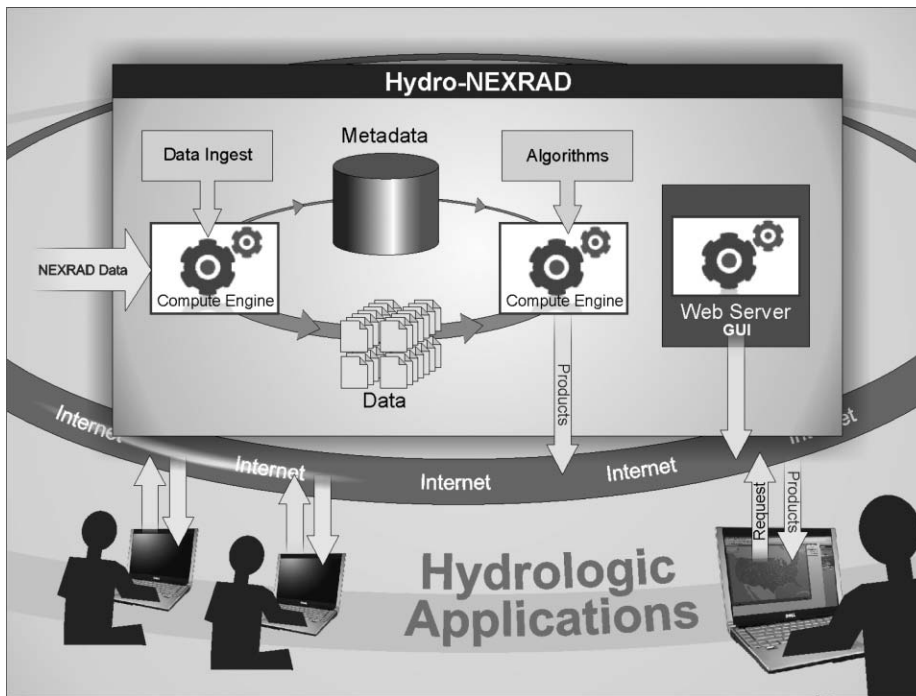 Hydro-NEXRAD
Metadata
Data Ingest
Algorithms
NEXRAD Data
Compute Engine
Compute Engine
Web Server
GUI
Data
Products
Internet
Internet
Internet
Internet
Internet
Request
Products
Hydrologic
Applications